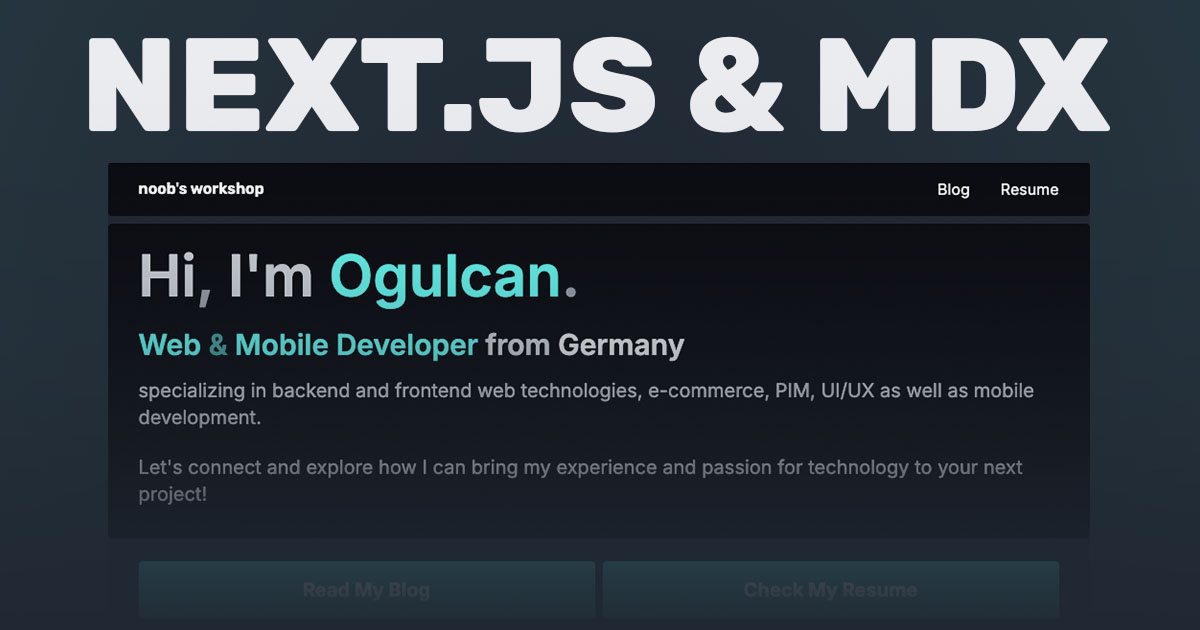 NEXT.JS & MDX
noob's workshop
Blog
Resume
Hi, I'm Ogulcan.
Web & Mobile Developer from Germany
specializing in backend and frontend web technologies, e-commerce, PIM, UI/UX as well as mobile
development.
Let's connect and explore how I can bring my experience and passion for technology to your next
project!
Read My Blog
Check My Resume